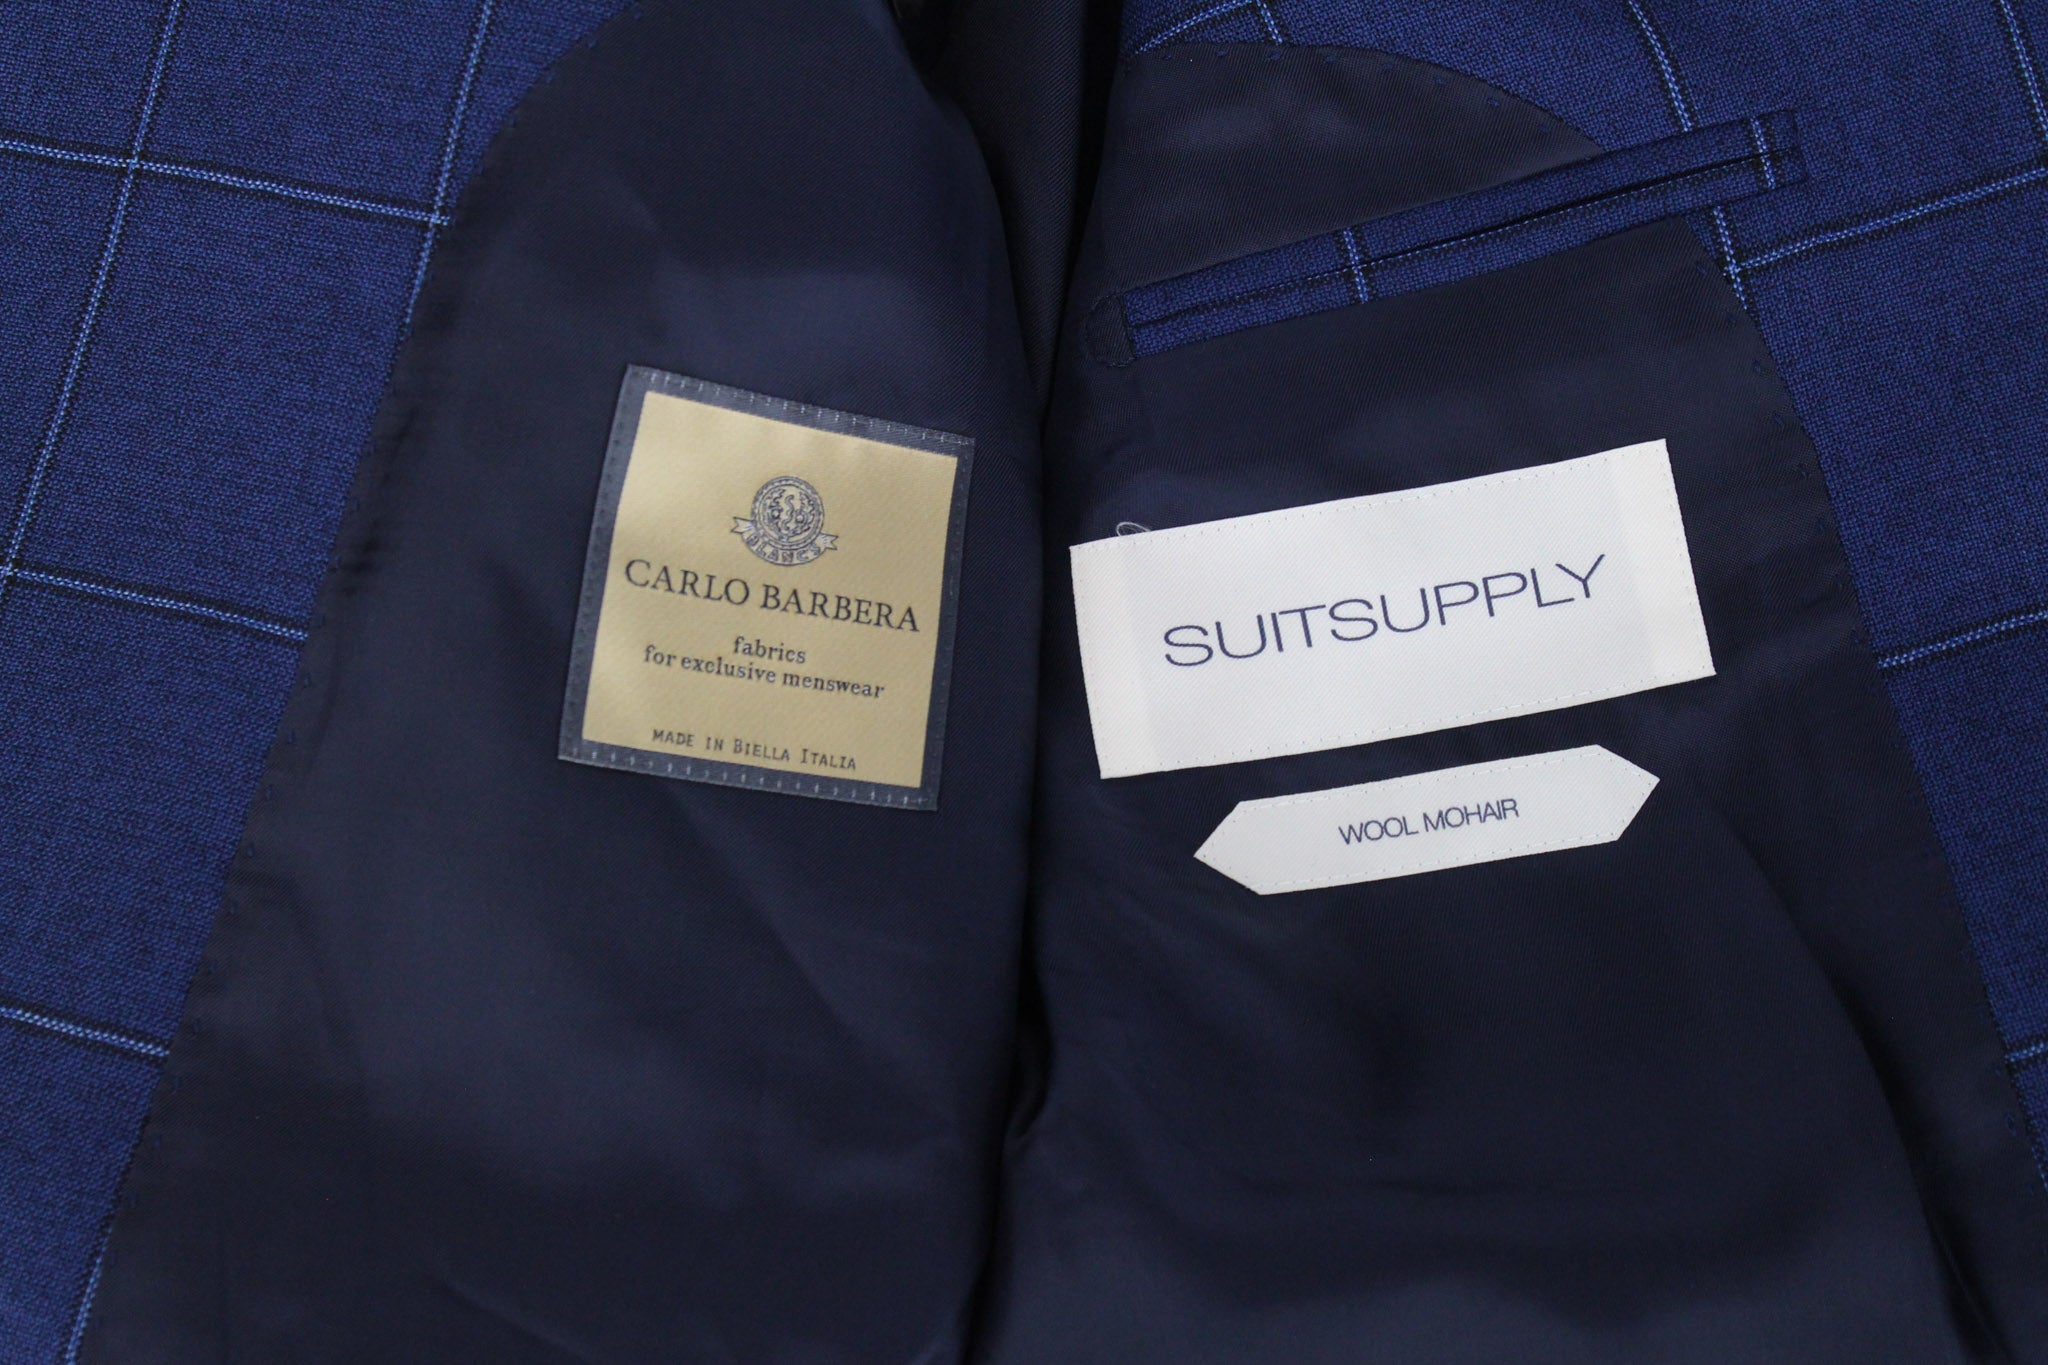 CARLO BARBERA
fabrics
for exclusive menswear
MADE IN BIELLA ITALIA
SUITSUPPLY
WOOL MOHAIR